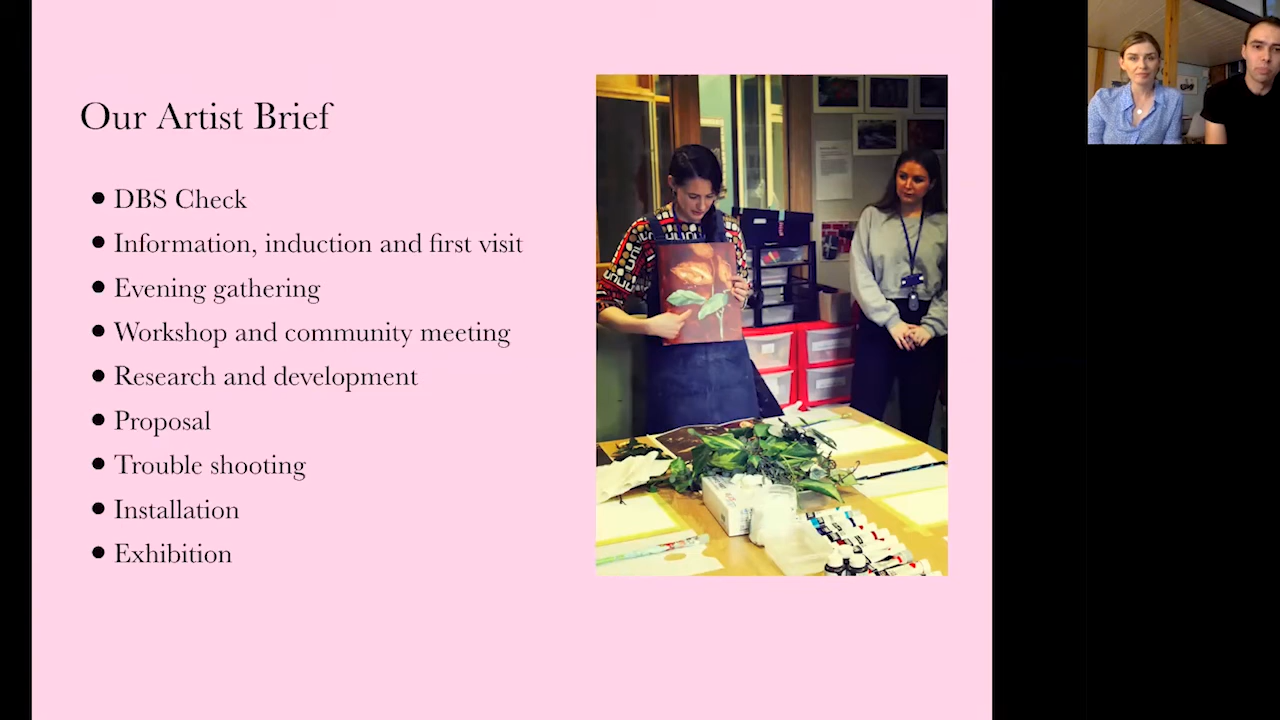 Our Artist Brief
• DBS Check
• Information, induction and first visit
• Evening gathering
• Workshop and community meeting
• Research and development
• Proposal
• Trouble shooting
• Installation
• Exhibition